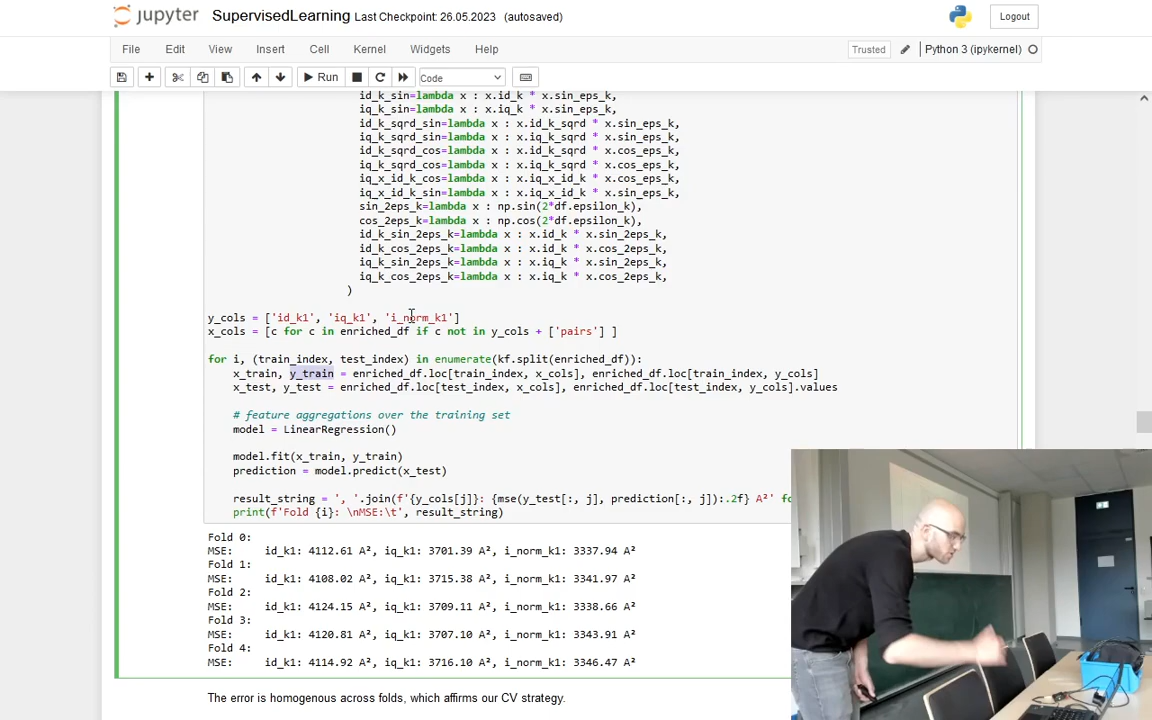 jupyter SupervisedLearning Last Checkpoint: 26.05.2023 (autosaved)
Logout
File Edit View Insert Cell Kernel Widgets Help
Trusted Python 3 (ipykernel)
Run Code
id_k_sin=lambda x : x.id_k * x.sin_eps_k,
iq_k_sin=lambda x : x.iq_k * x.sin_eps_k,
id_k_sqrd_sin=lambda x : x.id_k_sqrd * x.sin_eps_k,
iq_k_sqrd_sin=lambda x : x.iq_k_sqrd * x.sin_eps_k,
id_k_sqrd_cos=lambda x : x.id_k_sqrd * x.cos_eps_k,
iq_k_sqrd_cos=lambda x : x.iq_k_sqrd * x.cos_eps_k,
iq_x_id_k_cos=lambda x : x.iq_x_id_k * x.cos_eps_k,
iq_x_id_k_sin=lambda x : x.iq_x_id_k * x.sin_eps_k,
sin_2eps_k=lambda x : np.sin(2*df.epsilon_k),
cos_2eps_k=lambda x : np.cos(2*df.epsilon_k),
id_k_sin_2eps_k=lambda x : x.id_k * x.sin_2eps_k,
id_k_cos_2eps_k=lambda x : x.id_k * x.cos_2eps_k,
iq_k_sin_2eps_k=lambda x : x.iq_k * x.sin_2eps_k,
iq_k_cos_2eps_k=lambda x : x.iq_k * x.cos_2eps_k,
)
y_cols = ['id_k1', 'iq_k1', 'i_norm_k1']
x_cols = [c for c in enriched_df if c not in y_cols + ['pairs'] ]
for i, (train_index, test_index) in enumerate(kf.split(enriched_df)):
x_train, y_train = enriched_df.loc[train_index, x_cols], enriched_df.loc[train_index, y_cols]
x_test, y_test = enriched_df.loc[test_index, x_cols], enriched_df.loc[test_index, y_cols].values
# feature aggregations over the training set
model = LinearRegression()
model.fit(x_train, y_train)
prediction = model.predict(x_test)
result_string = ', '.join(f'{y_cols[j]}: {mse(y_test[:, j], prediction[:, j]):.2f} A²' fo
print(f'Fold {i}: \nMSE:\t', result_string)
Fold 0:
MSE: id_k1: 4112.61 A², iq_k1: 3701.39 A², i_norm_k1: 3337.94 A²
Fold 1:
MSE: id_k1: 4108.02 A², iq_k1: 3715.38 A², i_norm_k1: 3341.97 A²
Fold 2:
MSE: id_k1: 4124.15 A², iq_k1: 3709.11 A², i_norm_k1: 3338.66 A²
Fold 3:
MSE: id_k1: 4120.81 A², iq_k1: 3707.10 A², i_norm_k1: 3343.91 A²
Fold 4:
MSE: id_k1: 4114.92 A², iq_k1: 3716.10 A², i_norm_k1: 3346.47 A²
The error is homogenous across folds, which affirms our CV strategy.